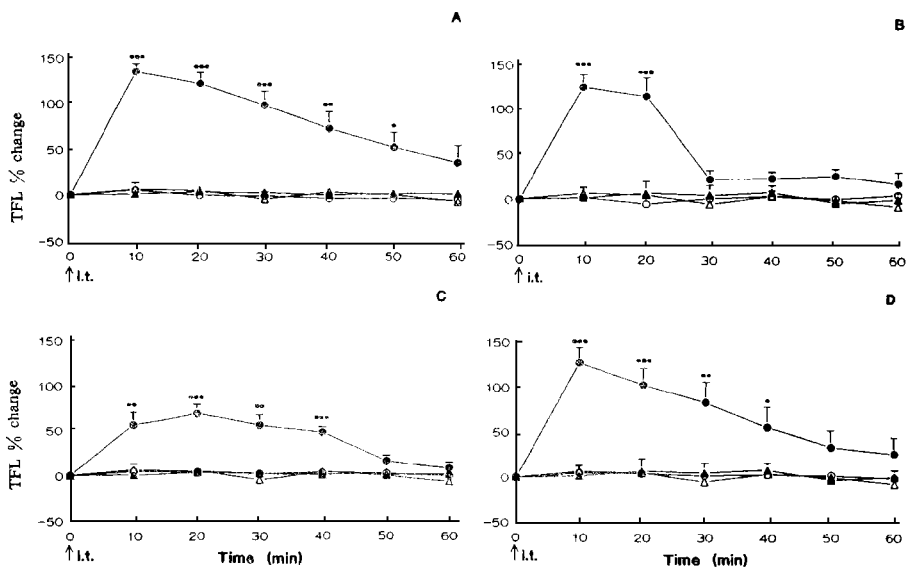 A
B
150
100
50
0
-50
TFL % change
*** *** *** ** *
0 10 20 30 40 50 60
↑ i.t.
150
100
50
0
-50
*** ***
0 10 20 30 40 50 60
↑ i.t.
C
D
150
100
50
0
-50
TFL % change
** *** ** ***
0 10 20 30 40 50 60
↑ i.t.
Time (min)
150
100
50
0
-50
*** *** ** *
0 10 20 30 40 50 60
↑ i.t.
Time (min)